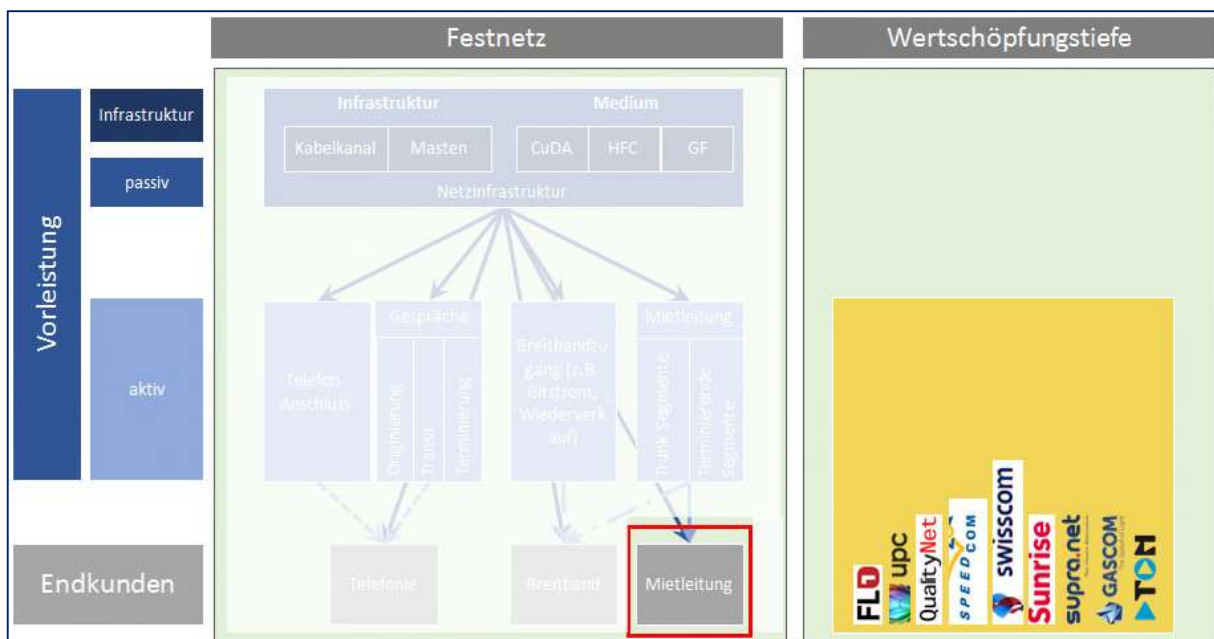 Festnetz
Wertschöpfungstiefe
Vorleistung
Infrastruktur
passiv
aktiv
Endkunden
Infrastruktur
Medium
Kabelkanal
Masten
CuDA
HFC
GF
Netzinfrastruktur
Telefon-
Anschluss
Gespräche
Originierung
Transit
Terminierung
Breitbandzu
gang (z.B.
Bitstrom,
Wiederverk
auf)
Mietleitung
Trunk Segmente
Terminierende
Segmente
Telefonie
Breitband
Mietleitung
FL1
upc
QualityNet
SPEEDCOM
swisscom
Sunrise
supra.net
GASCOM
TON